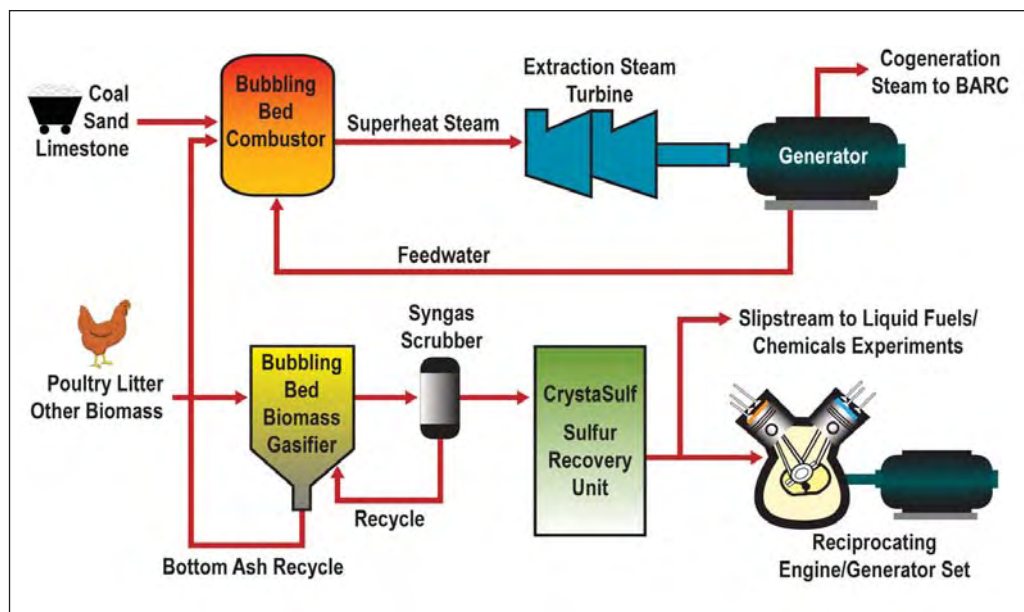 Coal
Sand
Limestone
Bubbling
Bed
Combustor
Superheat Steam
Extraction Steam
Turbine
Cogeneration
Steam to BARC
Generator
Feedwater
Poultry Litter
Other Biomass
Bubbling
Bed
Biomass
Gasifier
Syngas
Scrubber
Recycle
Bottom Ash Recycle
CrystaSulf
Sulfur
Recovery
Unit
Slipstream to Liquid Fuels/
Chemicals Experiments
Reciprocating
Engine/Generator Set